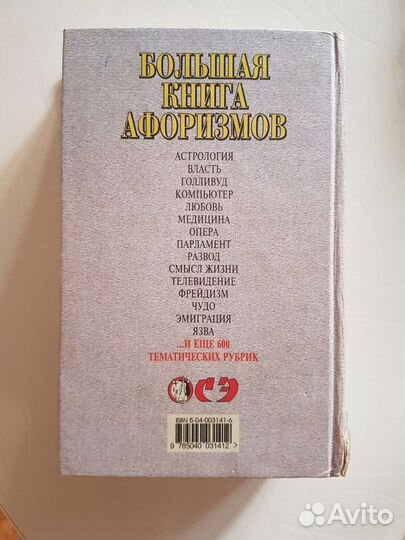 БОЛЬШАЯ
КНИГА
АФОРИЗМОВ
АСТРОЛОГИЯ
ВЛАСТЬ
ГОЛЛИВУД
КОМПЬЮТЕР
ЛЮБОВЬ
МЕДИЦИНА
ОПЕРА
ПАРЛАМЕНТ
РАЗВОД
СМЫСЛ ЖИЗНИ
ТЕЛЕВИДЕНИЕ
ФРЕЙДИЗМ
ЧУДО
ЭМИГРАЦИЯ
ЯЗВА
...И ЕЩЕ 600
ТЕМАТИЧЕСКИХ РУБРИК
ISBN 5-04-003141-6
9 785040 031412 >
Avito